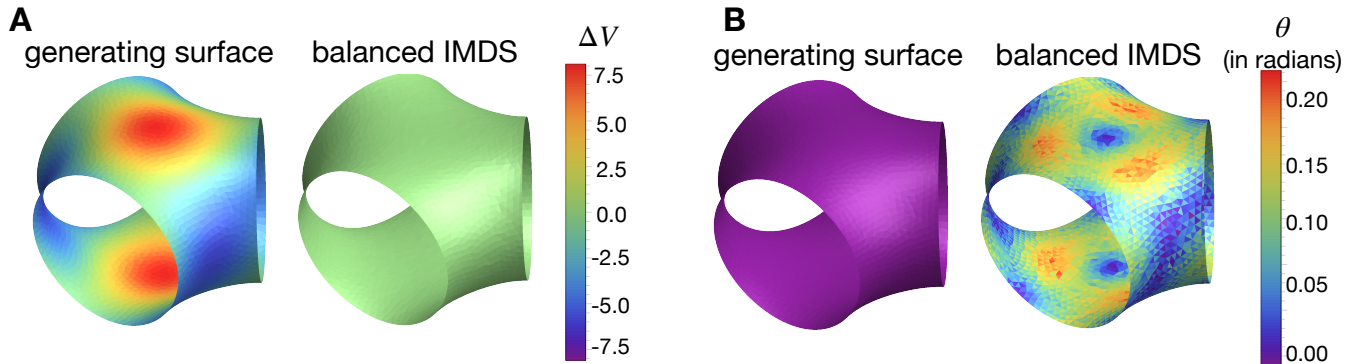 A
generating surface
balanced IMDS
ΔV
7.5
5.0
2.5
0.0
-2.5
-5.0
-7.5
B
generating surface
balanced IMDS
θ
(in radians)
0.20
0.15
0.10
0.05
0.00